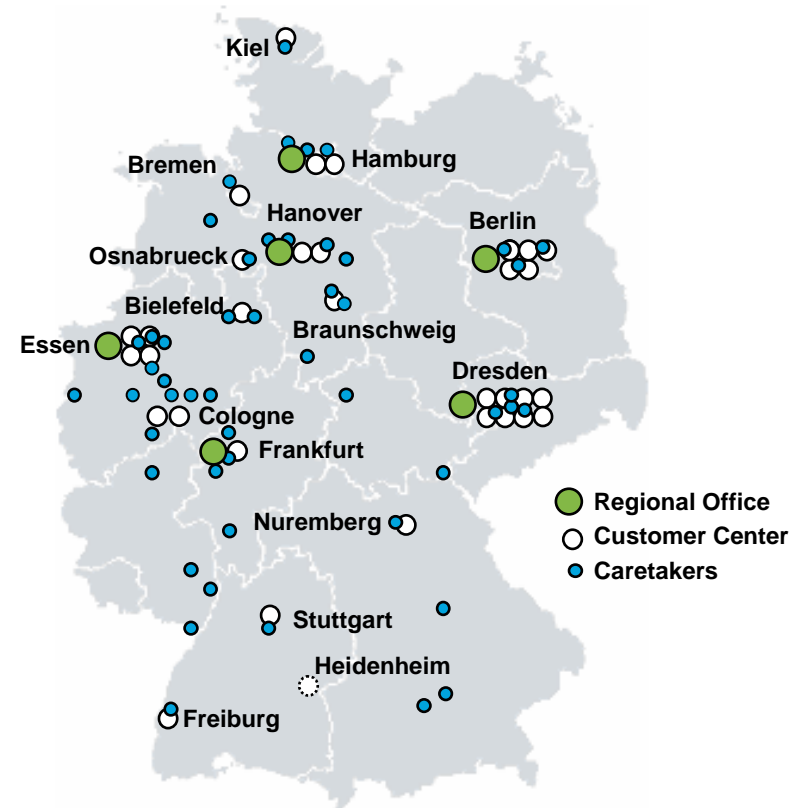 Kiel
Hamburg
Bremen
Hanover
Berlin
Osnabrueck
Bielefeld
Braunschweig
Essen
Dresden
Cologne
Frankfurt
Regional Office
Nuremberg
Customer Center
Caretakers
Stuttgart
Heidenheim
Freiburg